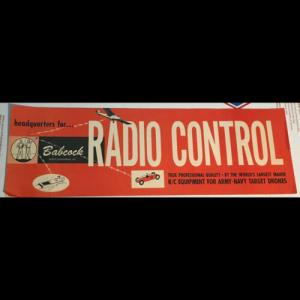 headquarters for...
Babcock
RADIO CONTROL
TRUE PROFESSIONAL QUALITY - BY THE WORLD'S LARGEST MAKER
R/C EQUIPMENT FOR ARMY-NAVY TARGET DRONES